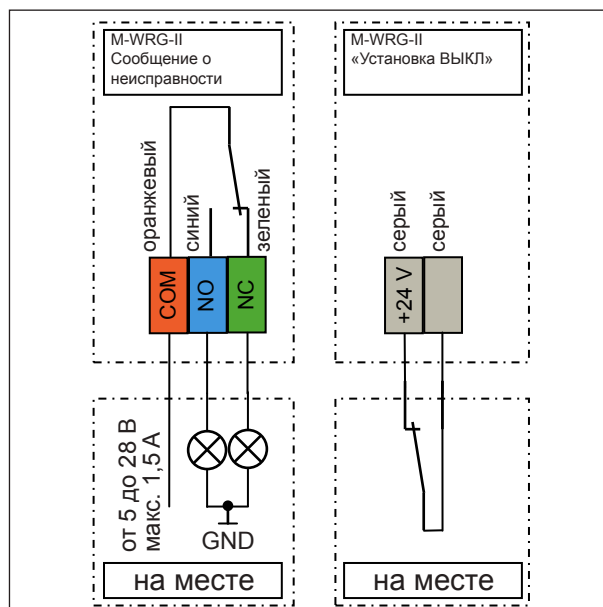 M-WRG-II
Сообщение о
неисправности
оранжевый
синий
зеленый
COM
NO
NC
от 5 до 28 В
макс. 1,5 А
GND
на месте
M-WRG-II
«Установка ВЫКЛ»
серый
серый
+24 V
на месте